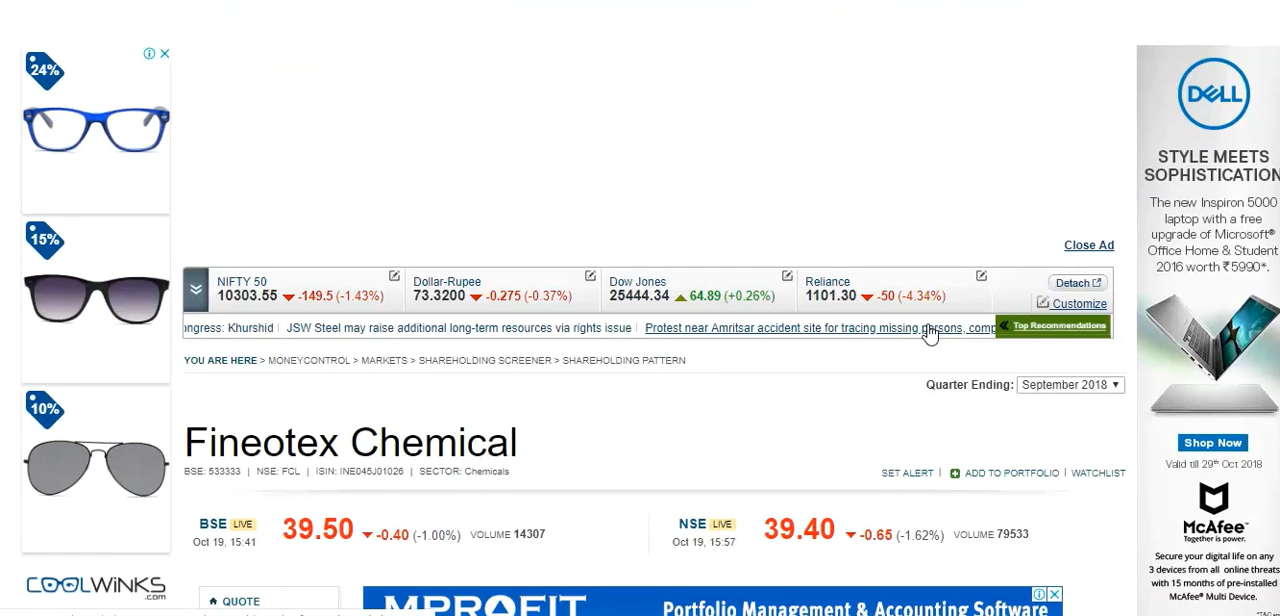 24%
15%
10%
COOLWINKS
.com
Close Ad
NIFTY 50
10303.55 -149.5 (-1.43%)
Dollar-Rupee
73.3200 -0.275 (-0.37%)
Dow Jones
25444.34 64.89 (+0.26%)
Reliance
1101.30 -50 (-4.34%)
Detach
Customize
ongress: Khurshid | JSW Steel may raise additional long-term resources via rights issue | Protest near Amritsar accident site for tracing missing persons, comp
Top Recommendations
YOU ARE HERE > MONEYCONTROL > MARKETS > SHAREHOLDING SCREENER > SHAREHOLDING PATTERN
Quarter Ending: September 2018
Fineotex Chemical
BSE: 533333 | NSE: FCL | ISIN: INE045J01026 | SECTOR: Chemicals
SET ALERT | ADD TO PORTFOLIO | WATCHLIST
BSE LIVE
Oct 19, 15:41
39.50 -0.40 (-1.00%) VOLUME 14307
NSE LIVE
Oct 19, 15:57
39.40 -0.65 (-1.62%) VOLUME 79533
QUOTE
MPROFIT
Portfolio Management & Accounting Software
DELL
STYLE MEETS
SOPHISTICATION
The new Inspiron 5000
laptop with a free
upgrade of Microsoft®
Office Home & Student
2016 worth ₹5990*.
Shop Now
Valid till 29th Oct 2018
McAfee™
Together is power.
Secure your digital life on any
3 devices from all online threats
with 15 months of pre-installed
McAfee® Multi Device.